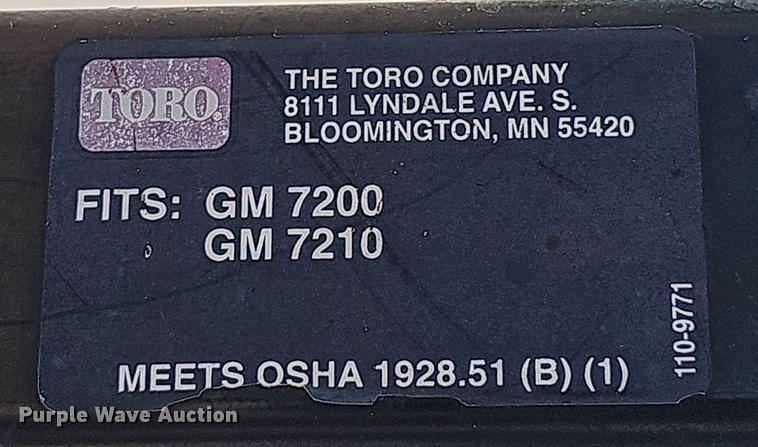 TORO®
THE TORO COMPANY
8111 LYNDALE AVE. S.
BLOOMINGTON, MN 55420
FITS: GM 7200
GM 7210
110-9771
MEETS OSHA 1928.51 (B) (1)
Purple Wave Auction